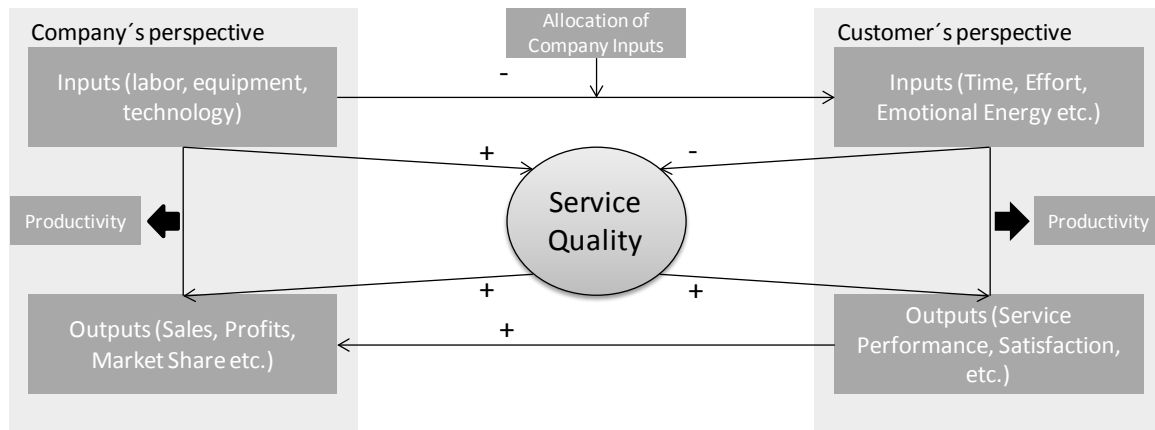 Company´s perspective
Inputs (labor, equipment,
technology)
Allocation of
Company Inputs
Customer´s perspective
Inputs (Time, Effort,
Emotional Energy etc.)
-
+
-
Service
Quality
Productivity
Productivity
+
+
+
Outputs (Sales, Profits,
Market Share etc.)
Outputs (Service
Performance, Satisfaction,
etc.)